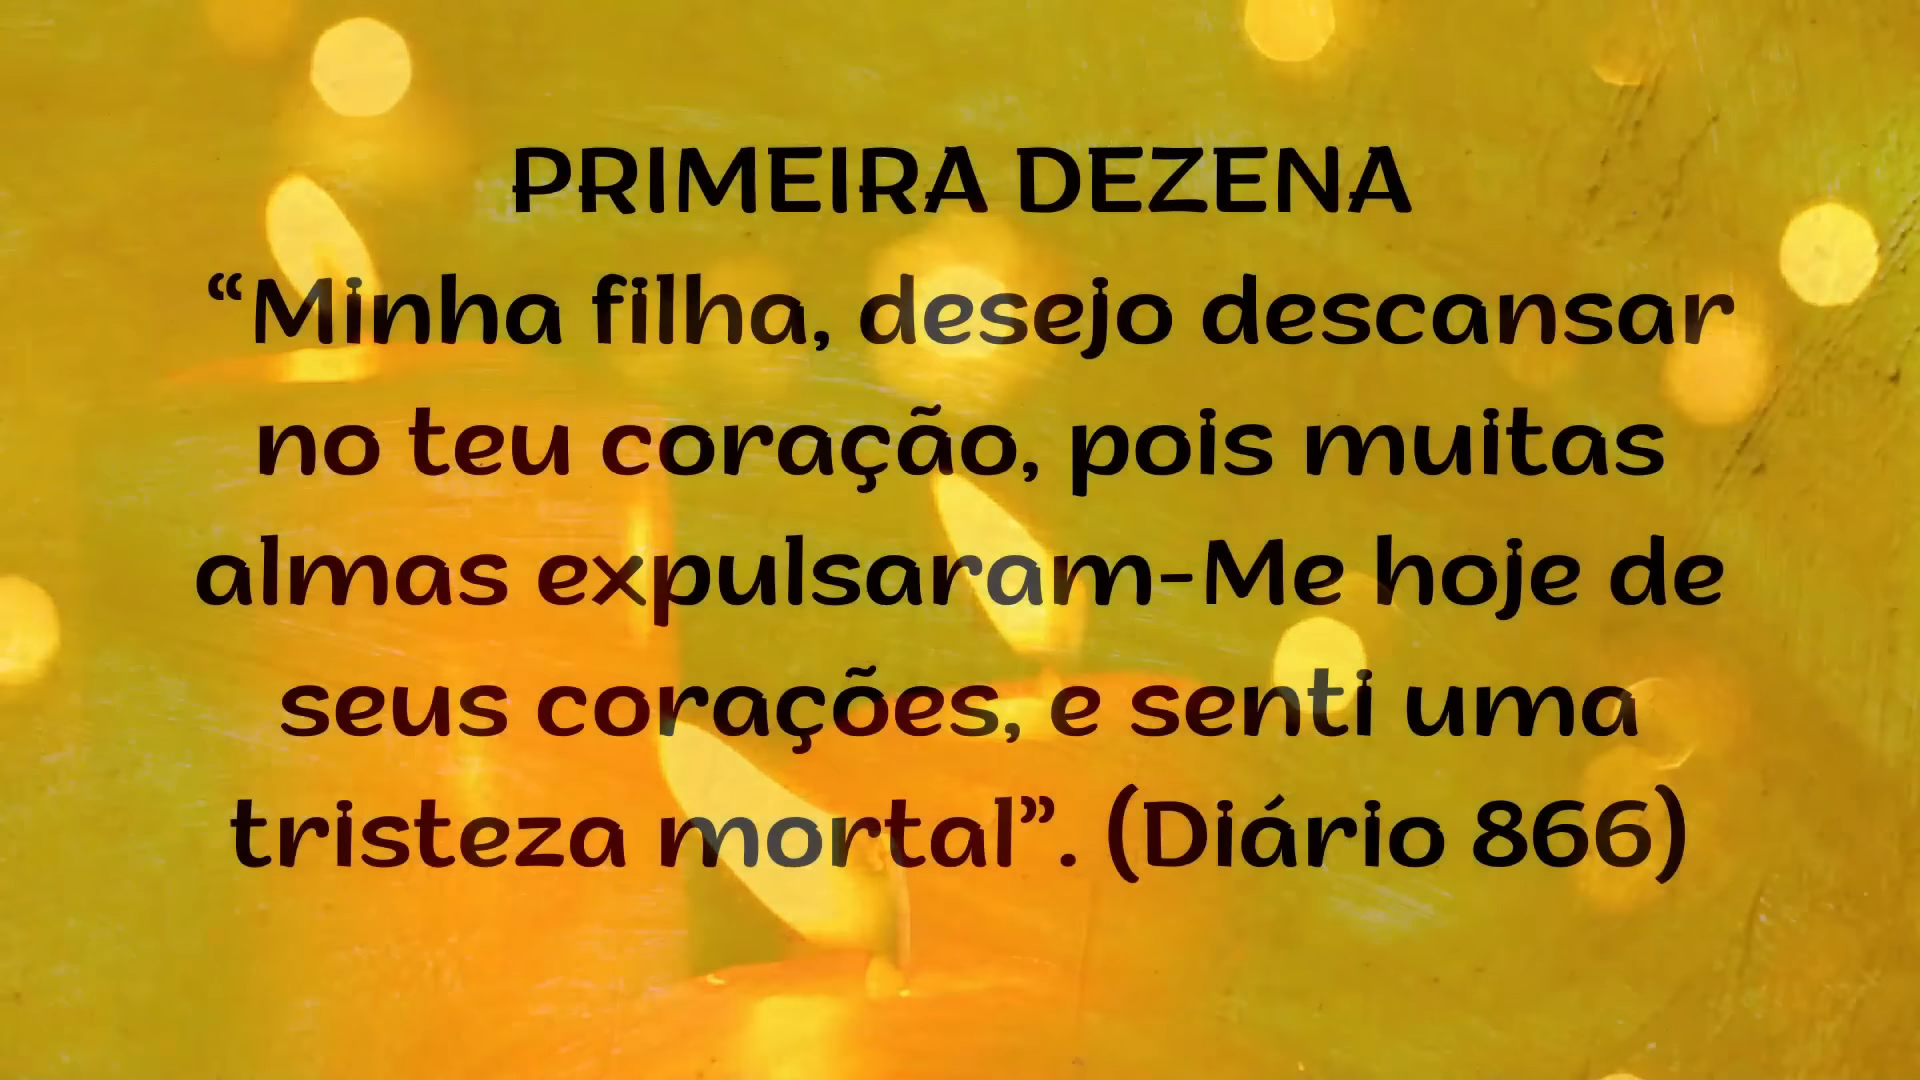 PRIMEIRA DEZENA
“Minha filha, desejo descansar
no teu coração, pois muitas
almas expulsaram-Me hoje de
seus corações, e senti uma
tristeza mortal”. (Diário 866)